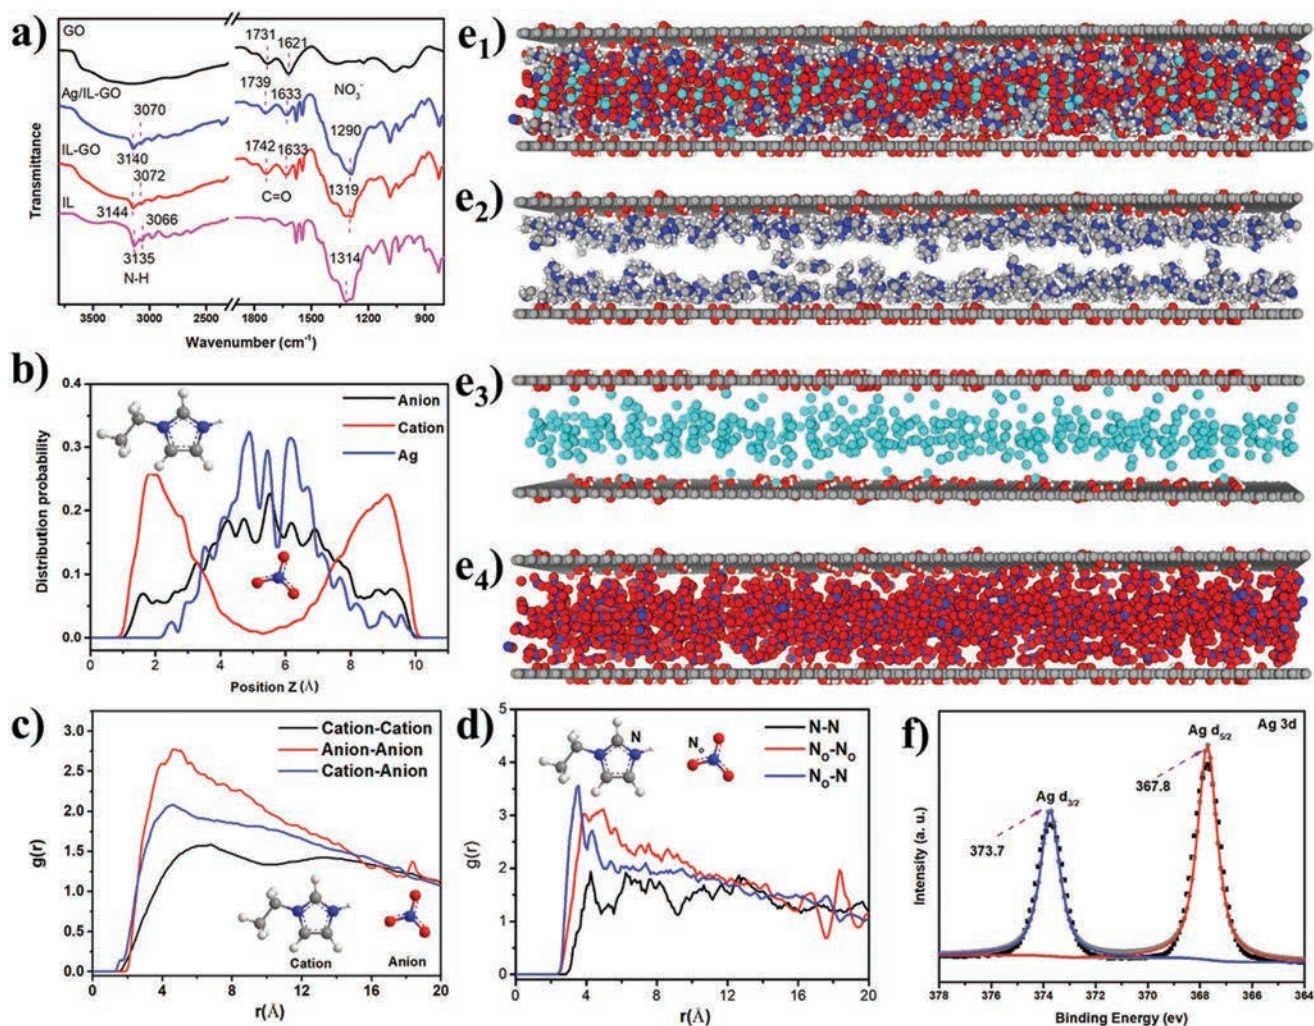 a)
GO
1731
1621
1739
NO3-
Ag/IL-GO
3070
1633
1290
3140
IL-GO
1742
1633
3072
C=O
1319
IL
3144
3066
3135
1314
N-H
Transmittance
3500 3000 2500 1800 1500 1200 900
Wavenumber (cm-1)
b)
0.4
0.3
0.2
0.1
0.0
Anion
Cation
Ag
Distribution probability
0 2 4 6 8 10
Position Z (Å)
c)
3.0
2.5
2.0
1.5
1.0
0.5
0.0
Cation-Cation
Anion-Anion
Cation-Anion
g(r)
Cation Anion
0 4 8 12 16 20
r(Å)
d)
5
4
3
2
1
0
N
No
N-N
No-No
No-N
g(r)
0 4 8 12 16 20
r(Å)
e1)
e2)
e3)
e4)
f)
Ag 3d
Ag d5/2
367.8
Ag d3/2
373.7
Intensity (a. u.)
378 376 374 372 370 368 366 364
Binding Energy (ev)